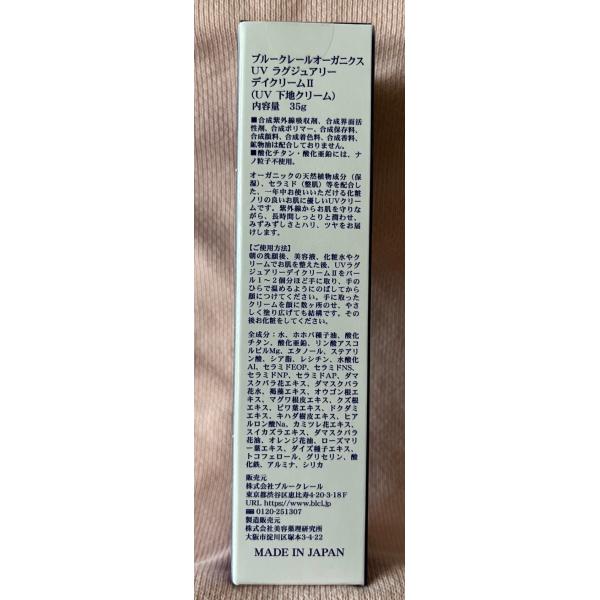 ブルークレールオーガニクス
UV ラグジュアリー
デイクリームⅡ
(UV 下地クリーム)
内容量 35g
■合成紫外線吸収剤、合成界面活
性剤、合成ポリマー、合成保存料、
合成顔料、合成着色料、合成香料、
鉱物油は配合しておりません。
■酸化チタン・酸化亜鉛には、ナ
ノ粒子不使用。
オーガニックの天然植物成分（保
湿）、セラミド（整肌）等を配合し
た、一年中お使いいただける化粧
ノリの良いお肌に優しいUVクリー
ムです。紫外線からお肌を守りな
がら、長時間しっとりと潤わせ、
みずみずしさとハリ、ツヤをお届
けします。
【ご使用方法】
朝の洗顔後、美容液、化粧水やク
リームでお肌を整えた後、UVラグ
ジュアリーデイクリームⅡをパー
ル1～2個分ほど手に取り、手の
ひらで温めるようにのばしてから
顔につけてください。手に取った
クリームを顔に数ヶ所のせ、やさし
く塗り広げても結構です。その
後お化粧をしてください。
全成分：水、ホホバ種子油、酸化
チタン、酸化亜鉛、リン酸アスコ
ルビルMg、エタノール、ステアリ
ン酸、シア脂、レシチン、水酸化
Al、セラミドEOP、セラミドNS、
セラミドNP、セラミドAP、ダマ
スクバラ花エキス、ダマスクバラ
花水、褐藻エキス、オウゴン根エ
キス、マグワ根皮エキス、クズ根
エキス、ビワ葉エキス、ドクダミ
エキス、キハダ樹皮エキス、ヒア
ルロン酸Na、カミツレ花エキス、
スイカズラエキス、ダマスクバラ
花油、オレンジ花油、ローズマリ
ー葉エキス、ダイズ種子エキス、
トコフェロール、グリセリン、酸
化鉄、アルミナ、シリカ
販売元
株式会社ブルークレール
東京都渋谷区恵比寿4-20-3-18F
URL https://www.blcl.jp
0120-251307
製造販売元
株式会社美容薬理研究所
大阪市淀川区塚本3-4-22
MADE IN JAPAN